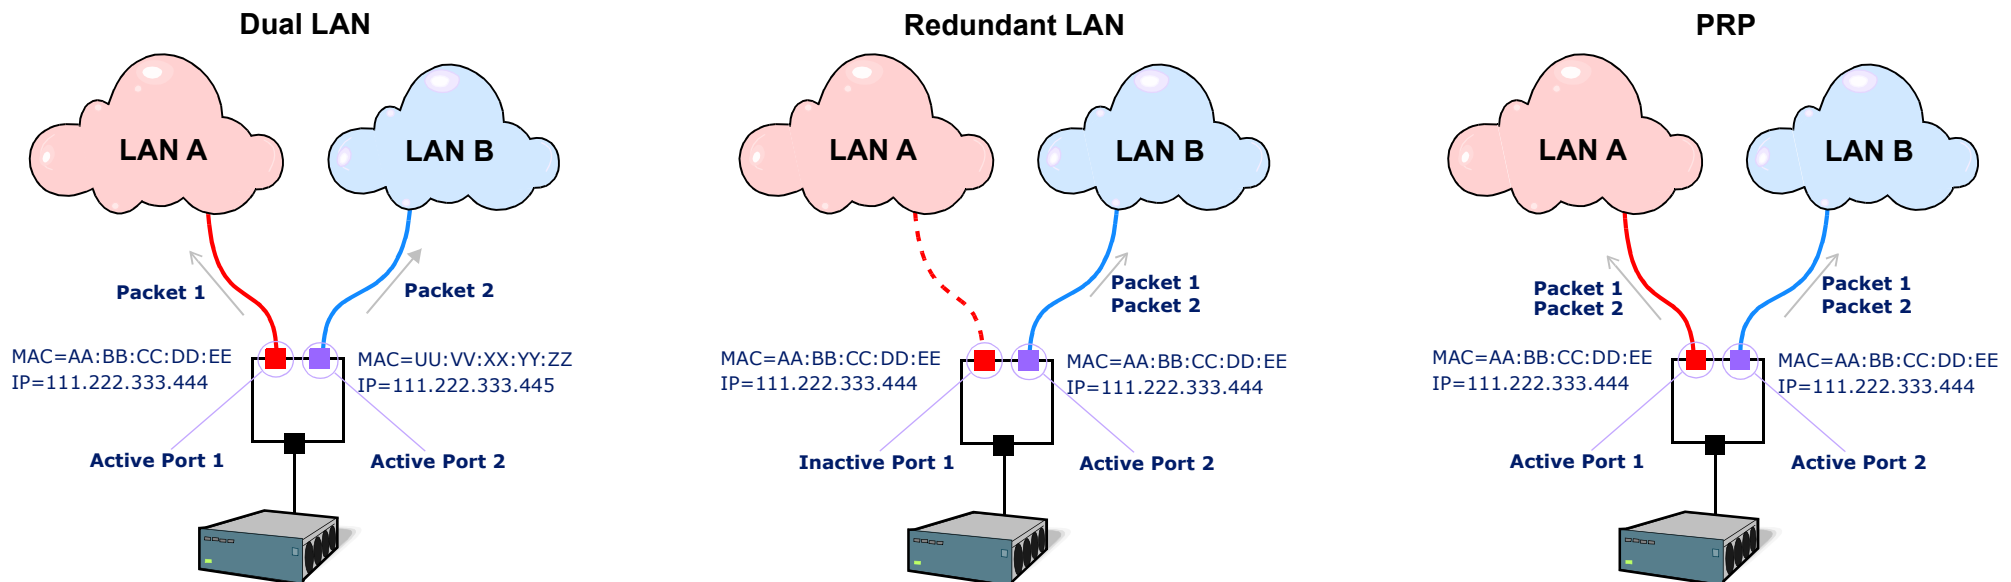 Dual LAN
LAN A
LAN B
Packet 1
Packet 2
MAC=AA:BB:CC:DD:EE
IP=111.222.333.444
MAC=UU:VV:XX:YY:ZZ
IP=111.222.333.445
Active Port 1
Active Port 2
Redundant LAN
LAN A
LAN B
Packet 1
Packet 2
MAC=AA:BB:CC:DD:EE
IP=111.222.333.444
MAC=AA:BB:CC:DD:EE
IP=111.222.333.444
Inactive Port 1
Active Port 2
PRP
LAN A
LAN B
Packet 1
Packet 2
Packet 1
Packet 2
MAC=AA:BB:CC:DD:EE
IP=111.222.333.444
MAC=AA:BB:CC:DD:EE
IP=111.222.333.444
Active Port 1
Active Port 2